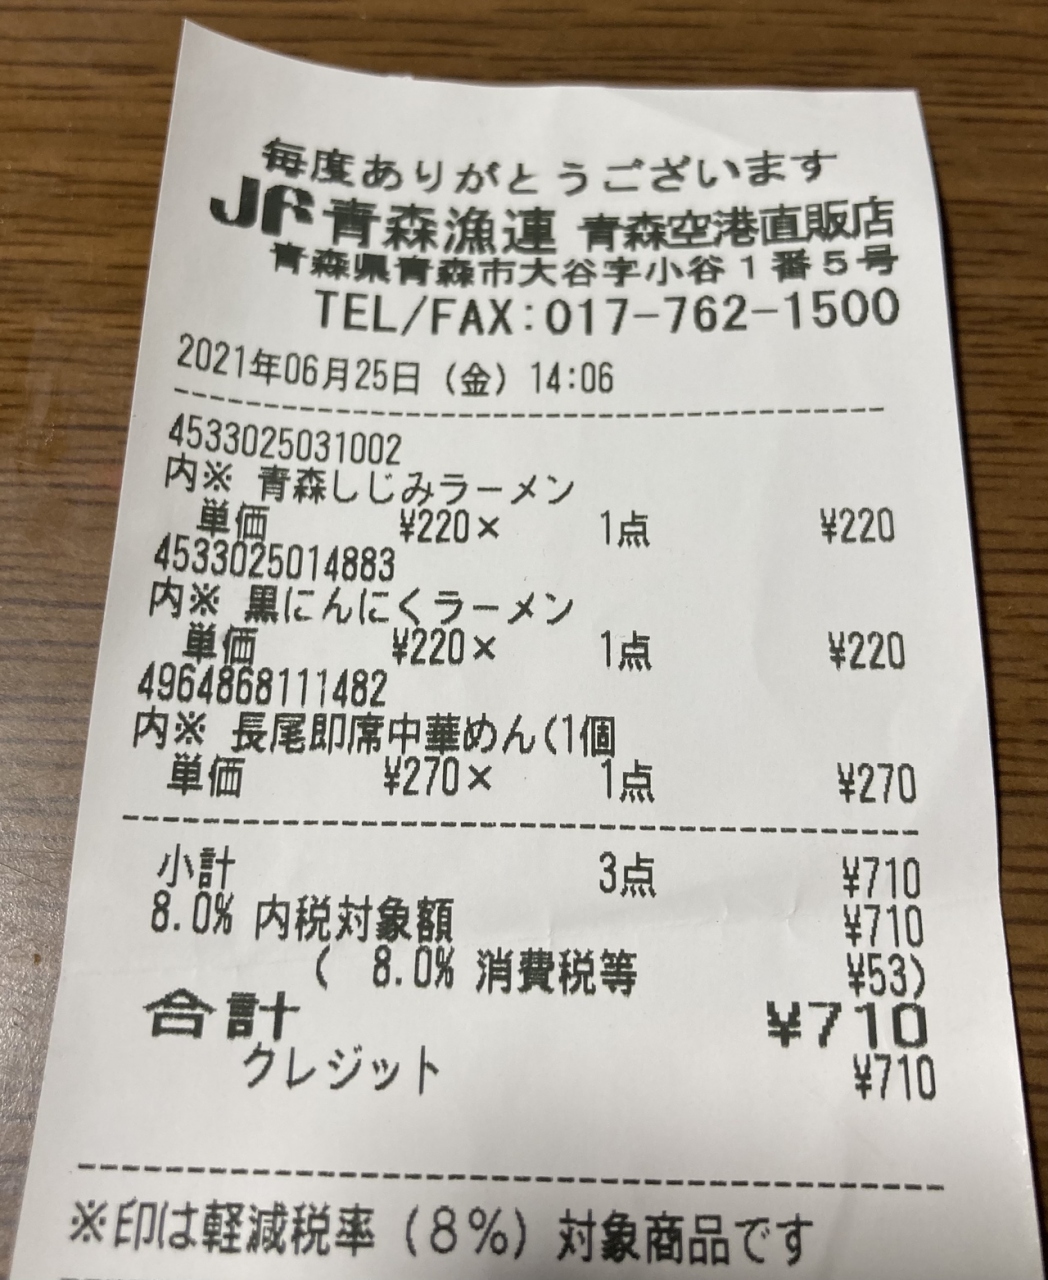 毎度ありがとうございます
JR青森漁連 青森空港直販店
青森県青森市大谷字小谷1番5号
TEL/FAX:017-762-1500
2021年06月25日(金)14:06
4533025031002
内※ 青森しじみラーメン
単価 ¥220× 1点 ¥220
4533025014883
内※ 黒にんにくラーメン
単価 ¥220× 1点 ¥220
4964868111482
内※ 長尾即席中華めん(1個
単価 ¥270× 1点 ¥270
小計 3点 ¥710
8.0% 内税対象額 ¥710
( 8.0% 消費税等 ¥53)
合計 ¥710
クレジット ¥710
※印は軽減税率(8%)対象商品です